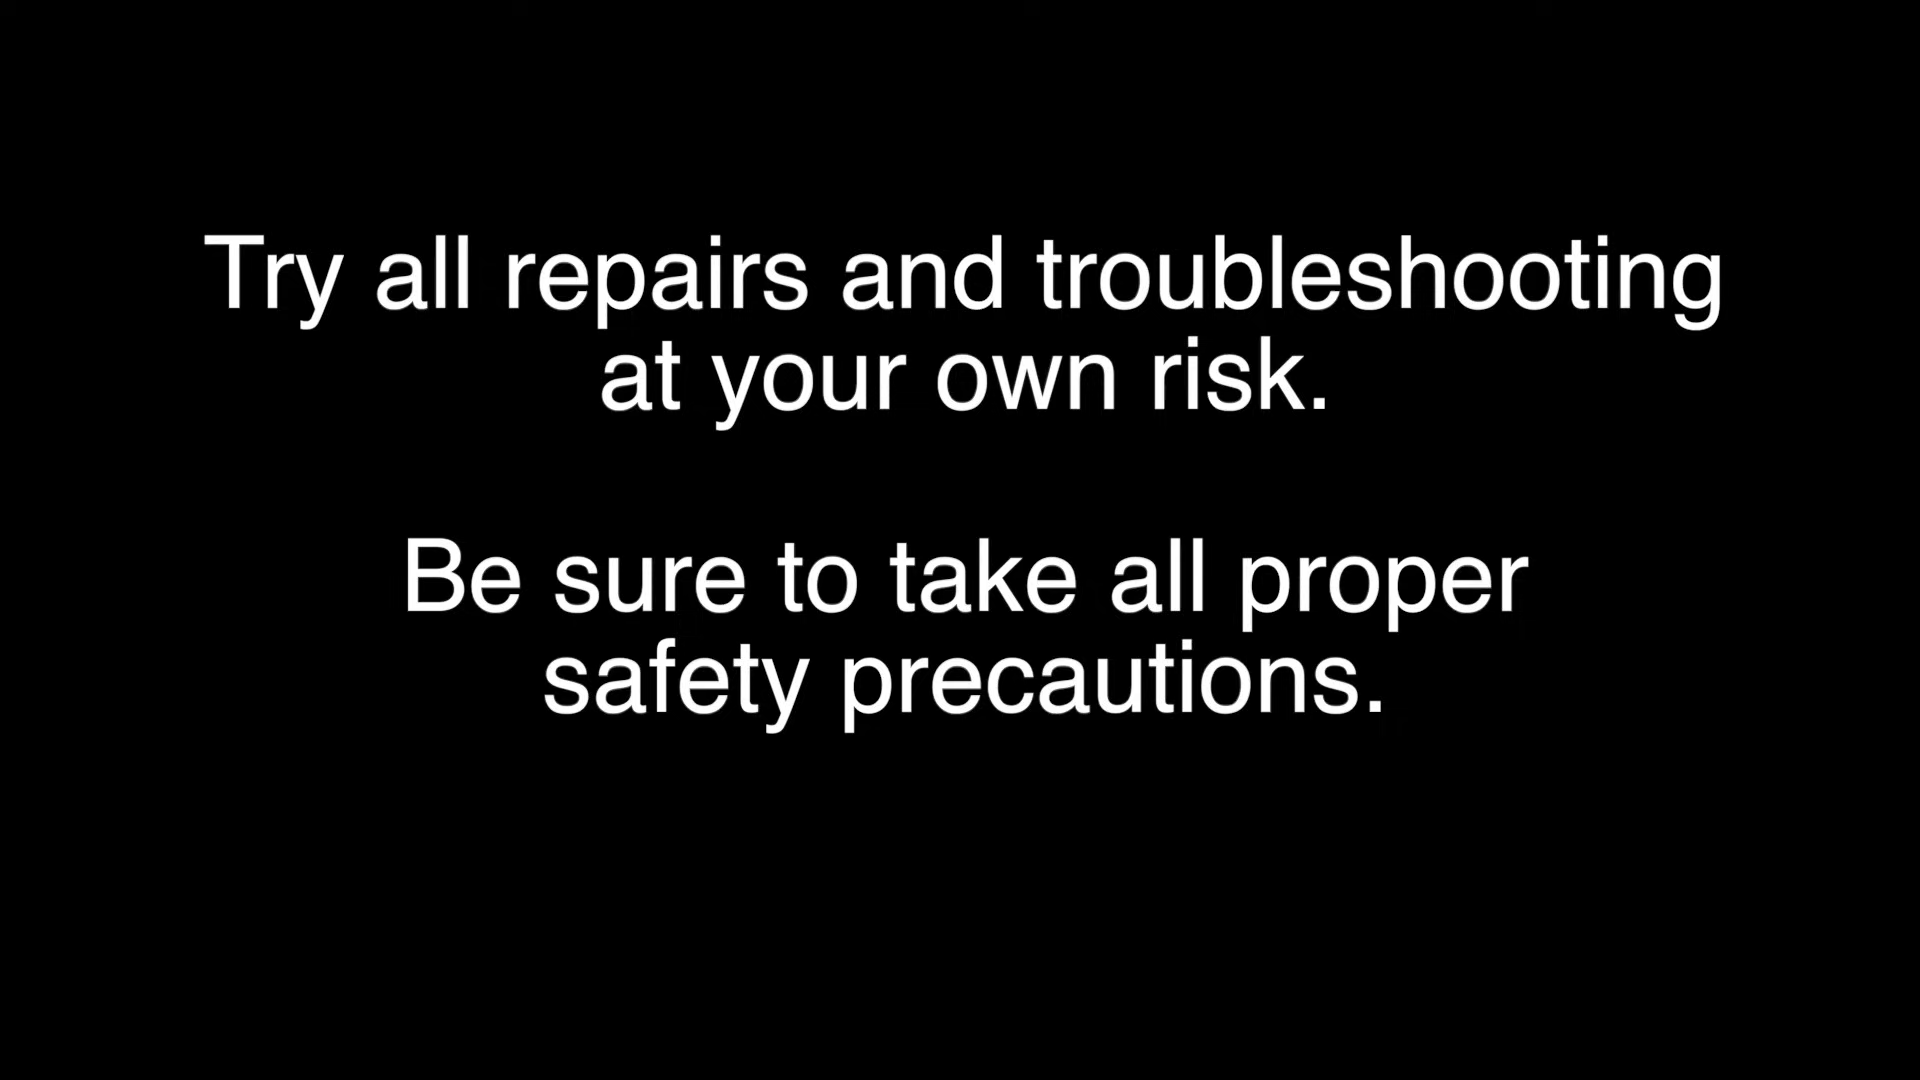 Try all repairs and troubleshooting
at your own risk.
Be sure to take all proper
safety precautions.